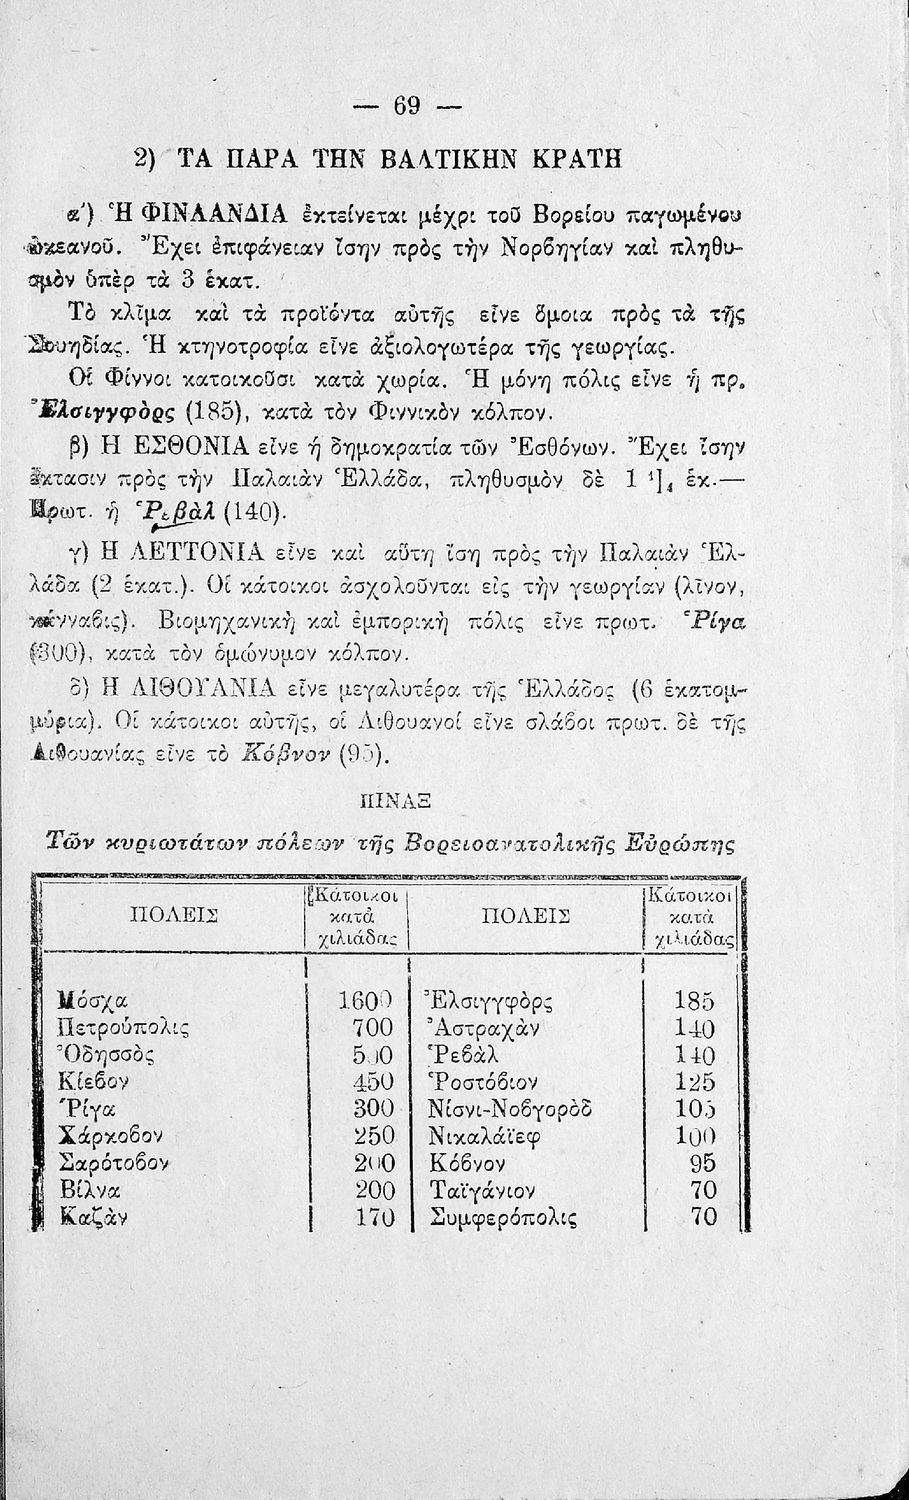 — 69 —
2) ΤΑ ΠΑΡΑ ΤΗΝ ΒΑΛΤΙΚΗΝ ΚΡΑΤΗ
α΄) Ἡ ΦΙΝΛΑΝΔΙΑ ἐκτείνεται μέχρι τοῦ Βορείου παγωμένου
ὠκεανοῦ. Ἔχει ἐπιφάνειαν ἴσην πρὸς τὴν Νορβηγίαν καὶ πληθυ-
σμὸν ὑπὲρ τὰ 3 ἑκατ.
Τὸ κλῖμα καὶ τὰ προϊόντα αὐτῆς εἶνε ὅμοια πρὸς τὰ τῆς
Σουηδίας. Ἡ κτηνοτροφία εἶνε ἀξιολογωτέρα τῆς γεωργίας.
Οἱ Φίννοι κατοικοῦσι κατὰ χωρία. Ἡ μόνη πόλις εἶνε ἡ πρ.
Ἑλσιγγφὸρς (185), κατὰ τὸν Φιννικὸν κόλπον.
β) Η ΕΣΘΟΝΙΑ εἶνε ἡ δημοκρατία τῶν Ἐσθόνων. Ἔχει ἴσην
ἔκτασιν πρὸς τὴν Παλαιὰν Ἑλλάδα, πληθυσμὸν δὲ 1 1]4 ἑκ.—
Πρωτ. ἡ Ῥεβὰλ (140).
γ) Η ΛΕΤΤΟΝΙΑ εἶνε καὶ αὕτη ἴση πρὸς τὴν Παλαιὰν Ἑλ-
λάδα (2 ἑκατ.). Οἱ κάτοικοι ἀσχολοῦνται εἰς τὴν γεωργίαν (λῖνον,
κάνναβις). Βιομηχανικὴ καὶ ἐμπορικὴ πόλις εἶνε πρωτ. Ῥίγα
(300), κατὰ τὸν ὁμώνυμον κόλπον.
δ) Η ΛΙΘΟΥΑΝΙΑ εἶνε μεγαλυτέρα τῆς Ἑλλάδος (6 ἑκατομ-
μύρια). Οἱ κάτοικοι αὐτῆς, οἱ Λιθουανοί εἶνε σλάβοι πρωτ. δὲ τῆς
Λιθουανίας εἶνε τὸ Κόβνον (95).
ΠΙΝΑΞ
Τῶν κυριωτάτων πόλεων τῆς Βορειοανατολικῆς Εὐρώπης
ΠΟΛΕΙΣ Κάτοικοι κατὰ χιλιάδας ΠΟΛΕΙΣ Κάτοικοι κατὰ χιλιάδας
Μόσχα 1600 Ἑλσιγγφὸρς 185
Πετρούπολις 700 Ἀστραχὰν 140
Ὀδησσὸς 500 Ῥεβὰλ 140
Κίεβον 450 Ῥοστόβιον 125
Ῥίγα 300 Νίσνι-Νοβγορὸδ 105
Χάρκοβον 250 Νικαλάϊεφ 100
Σαρότοβον 200 Κόβνον 95
Βίλνα 200 Ταϊγάνιον 70
Καζὰν 170 Συμφερόπολις 70